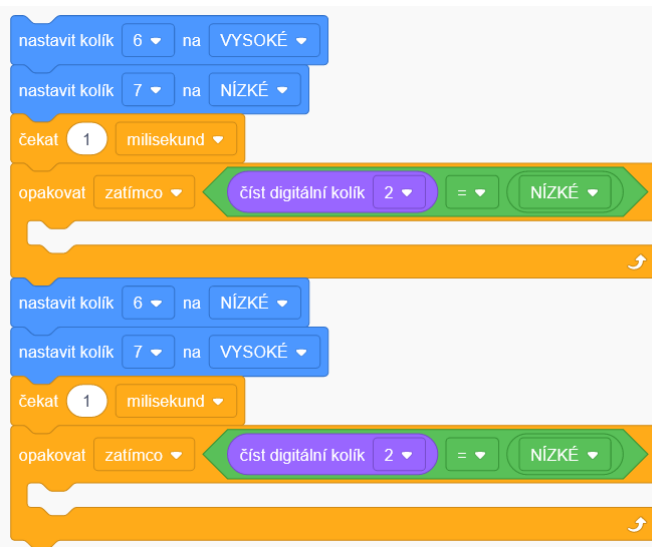 nastavit kolík 6 na VYSOKÉ
nastavit kolík 7 na NÍZKÉ
čekat 1 milisekund
opakovat zatímco číst digitální kolík 2 = NÍZKÉ
nastavit kolík 6 na NÍZKÉ
nastavit kolík 7 na VYSOKÉ
čekat 1 milisekund
opakovat zatímco číst digitální kolík 2 = NÍZKÉ